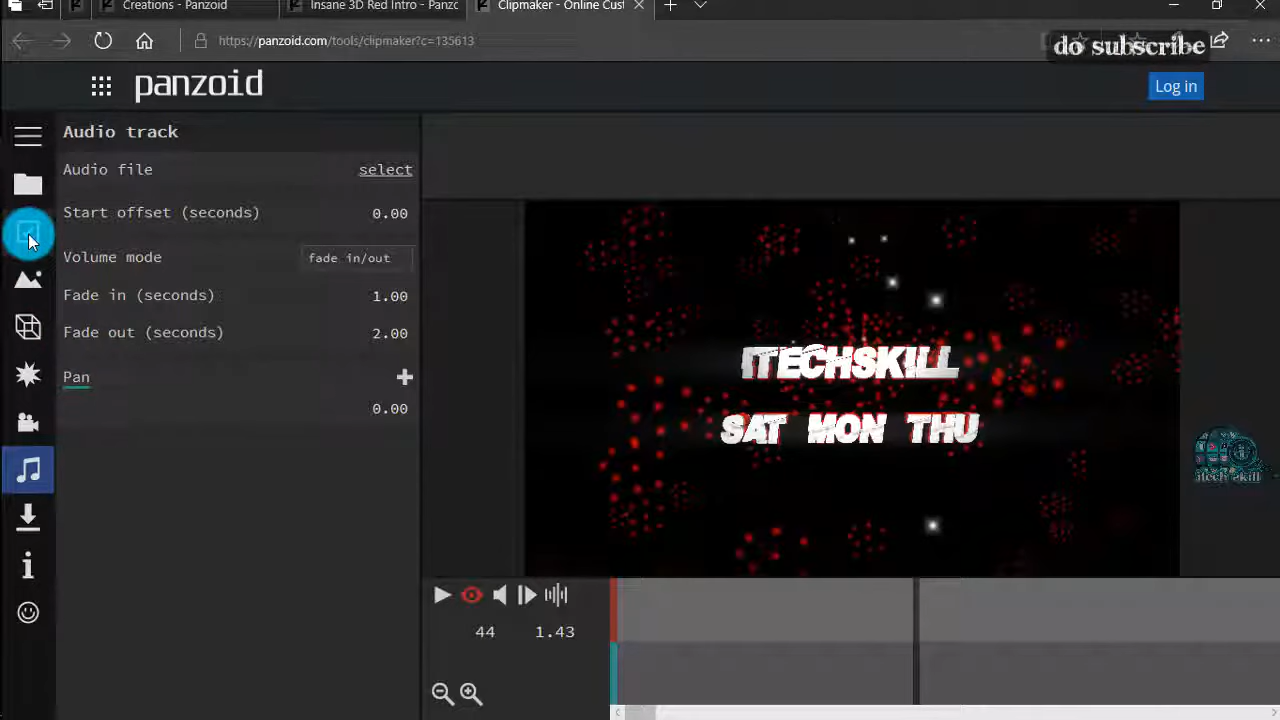 Creations - Panzoid
Insane 3D Red Intro - Panzo
Clipmaker - Online Cust
https://panzoid.com/tools/clipmaker?c=135613
do subscribe
panzoid
Log in
Audio track
Audio file
select
Start offset (seconds)
0.00
Volume mode
fade in/out
Fade in (seconds)
1.00
Fade out (seconds)
2.00
Pan
0.00
ITECHSKILL
SAT MON THU
itech skill
44
1.43